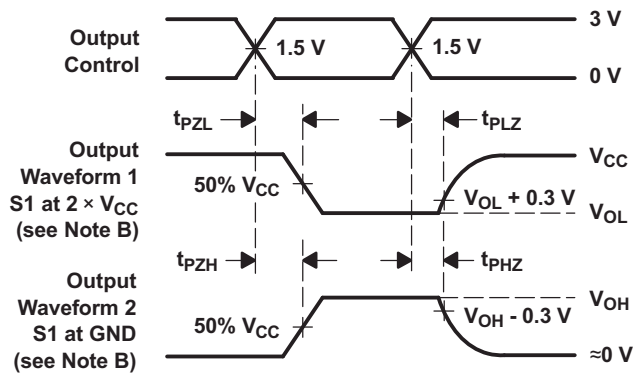 3 V
Output
Control
1.5 V
1.5 V
0 V
tPZL
tPLZ
Output
Waveform 1
S1 at 2 × VCC
(see Note B)
50% VCC
VCC
VOL + 0.3 V
VOL
tPZH
tPHZ
Output
Waveform 2
S1 at GND
(see Note B)
50% VCC
VOH
VOH - 0.3 V
≈0 V